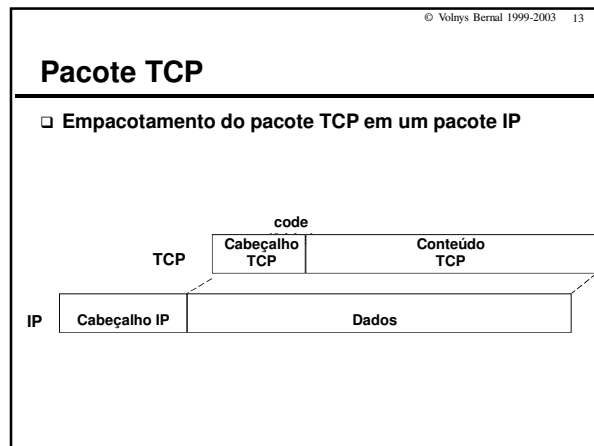 © Volnys Bernal 1999-2003 13
Pacote TCP
Empacotamento do pacote TCP em um pacote IP
code
TCP
Cabeçalho
TCP
Conteúdo
TCP
IP
Cabeçalho IP
Dados